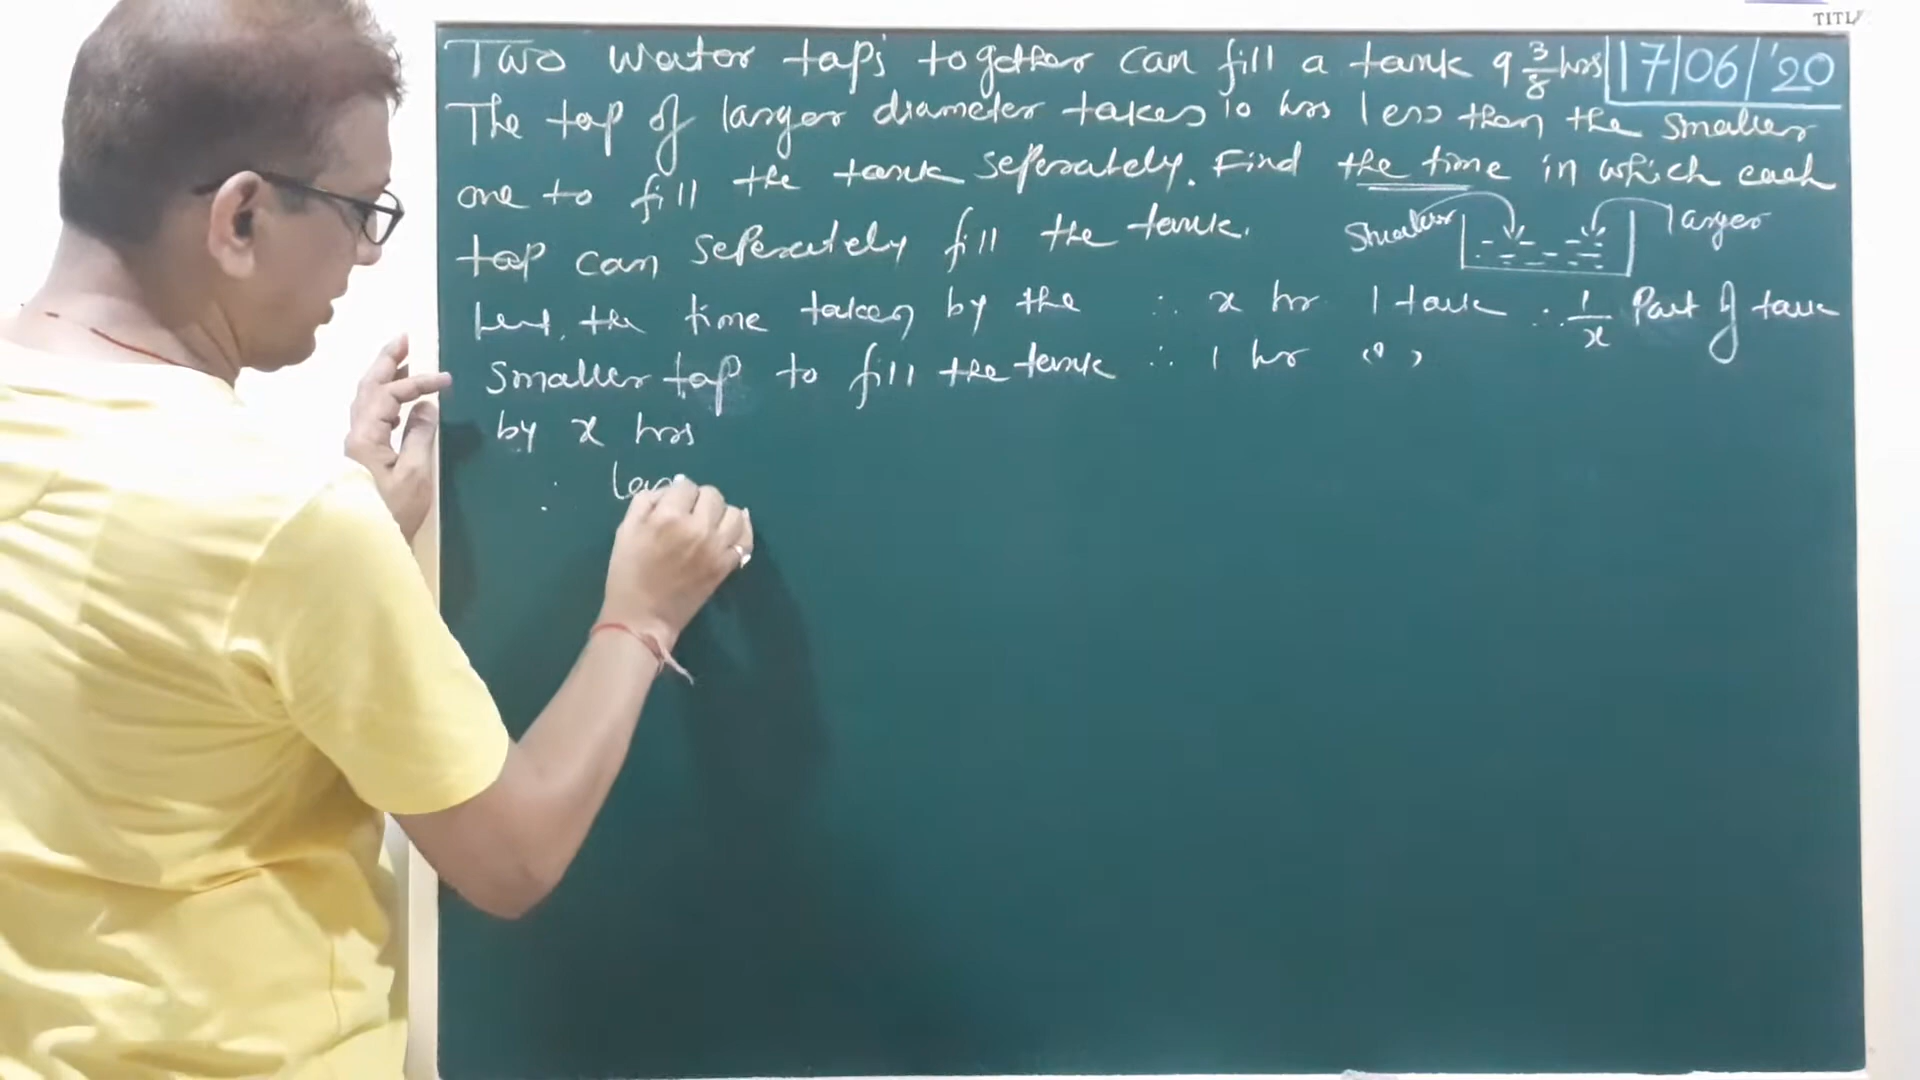 TITL
Two water taps together can fill a tank 9 3/8 hrs
17/06/'20
The tap of larger diameter takes 10 hrs less then the smaller
one to fill the tank seperately. Find the time in which each
tap can seperately fill the tank.
smaller
larger
Let, the time taken by the
smaller tap to fill the tank
by x hrs
∴ x hr 1 tank ∴ 1/x Part of tank
∴ 1 hr (?)
∴